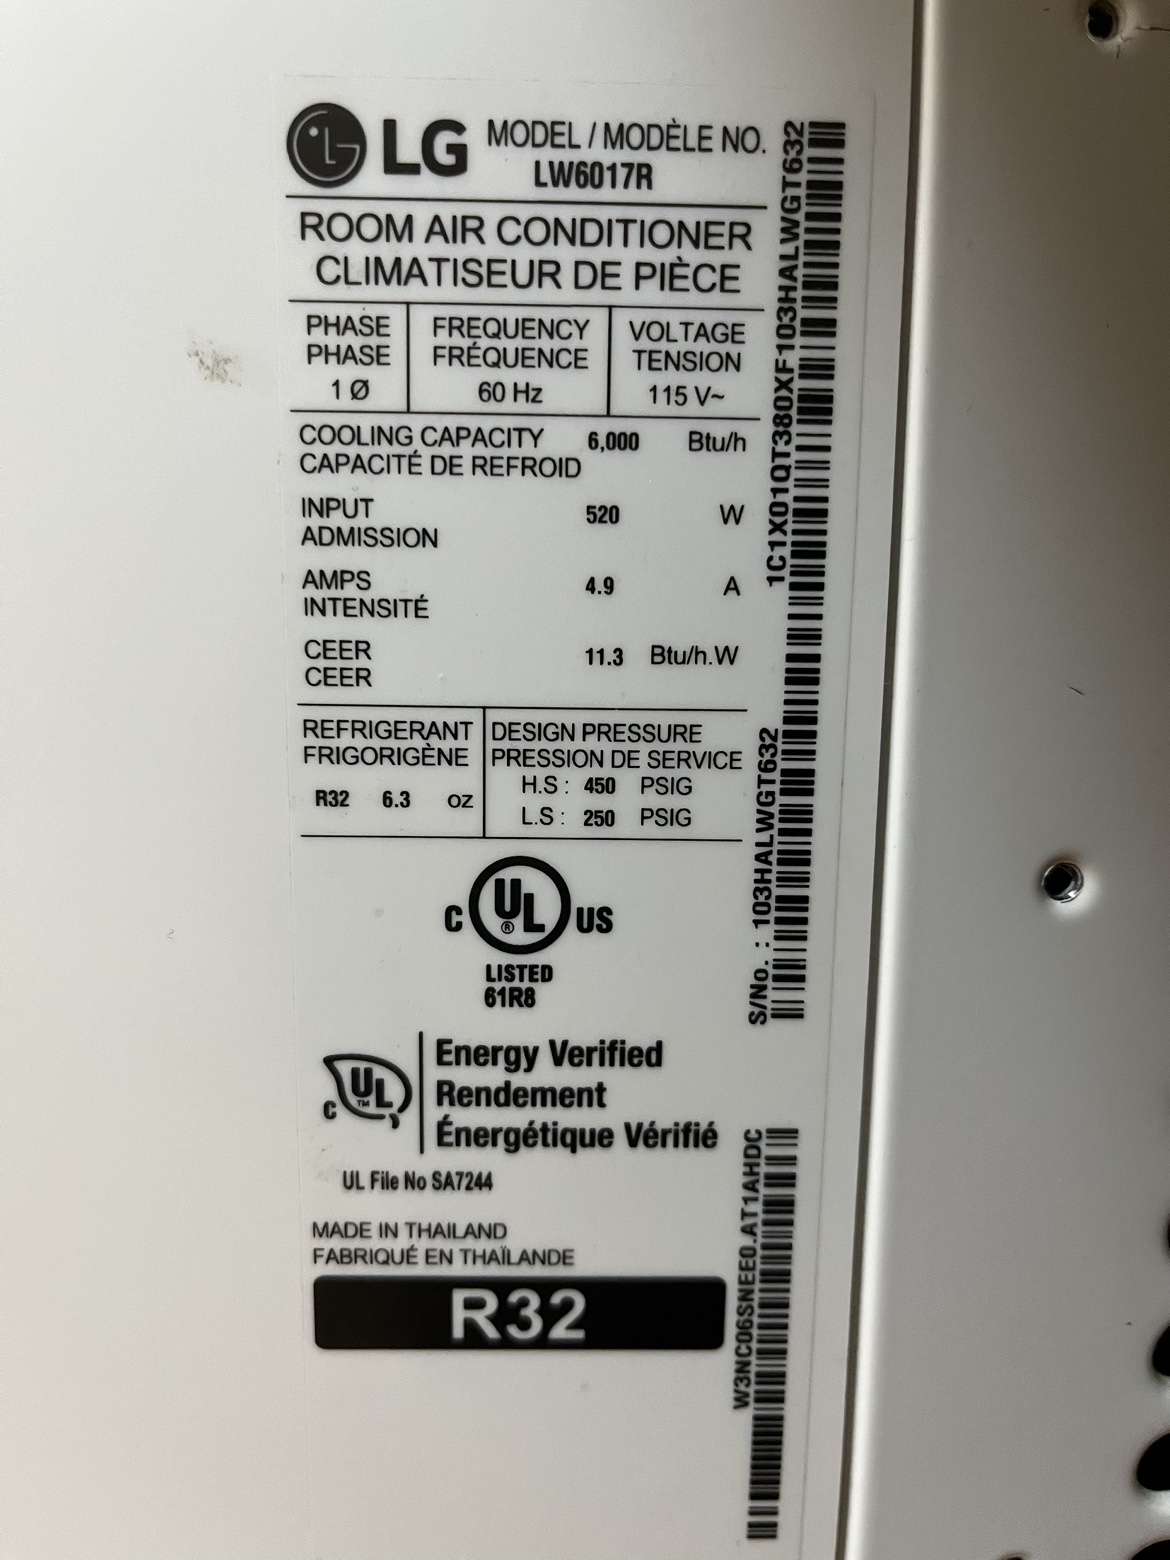 LG MODEL / MODÈLE NO.
LW6017R
ROOM AIR CONDITIONER
CLIMATISEUR DE PIÈCE
PHASE
PHASE
1 Ø
FREQUENCY
FRÉQUENCE
60 Hz
VOLTAGE
TENSION
115 V~
COOLING CAPACITY 6,000 Btu/h
CAPACITÉ DE REFROID
INPUT 520 W
ADMISSION
AMPS 4.9 A
INTENSITÉ
CEER 11.3 Btu/h.W
CEER
REFRIGERANT
FRIGORIGÈNE
R32 6.3 oz
DESIGN PRESSURE
PRESSION DE SERVICE
H.S : 450 PSIG
L.S : 250 PSIG
C UL ® US
LISTED
61R8
C UL ™
Energy Verified
Rendement
Énergétique Vérifié
UL File No SA7244
MADE IN THAILAND
FABRIQUÉ EN THAÏLANDE
R32
1C1X01QT380XF103HALWGT632
S/No. : 103HALWGT632
W3NC06SNEE0.AT1AHDC